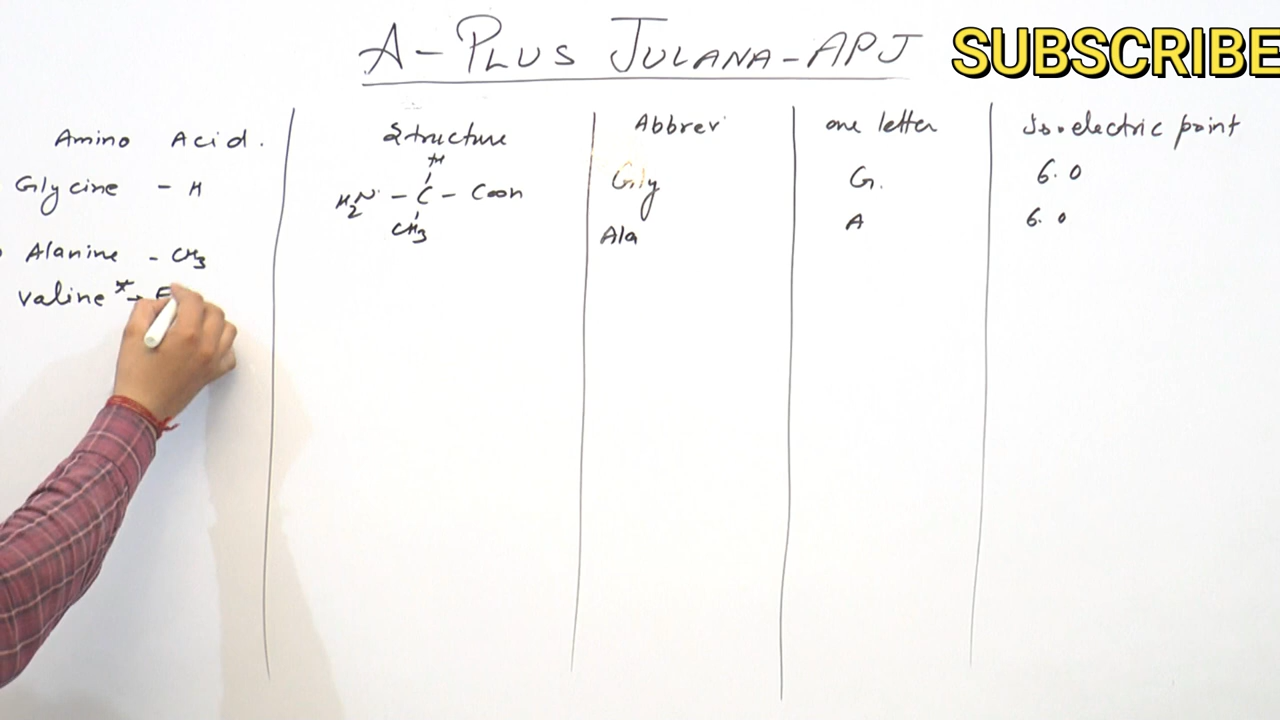 A-PLUS JULANA-APJ
SUBSCRIBE
Amino Acid.
Structure
Abbrev
one letter
Iso.electric point
Glycine - H
H
H2N - C - Cooh
CH3
Gly
G.
6.0
Alanine - CH3
Ala
A
6.0
Valine *-